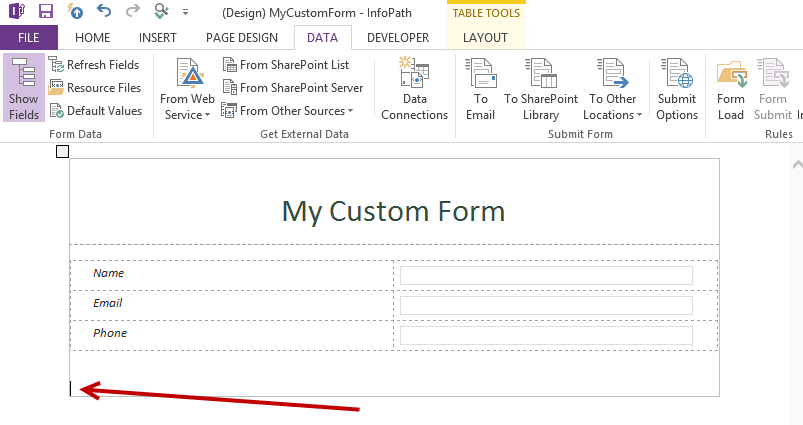 (Design) MyCustomForm - InfoPath
TABLE TOOLS
FILE HOME INSERT PAGE DESIGN DATA DEVELOPER LAYOUT
Show Fields
Refresh Fields
Resource Files
Default Values
Form Data
From Web Service
From SharePoint List
From SharePoint Server
From Other Sources
Data Connections
Get External Data
To Email
To SharePoint Library
To Other Locations
Submit Options
Submit Form
Form Load
Form Submit
Rules
My Custom Form
Name
Email
Phone